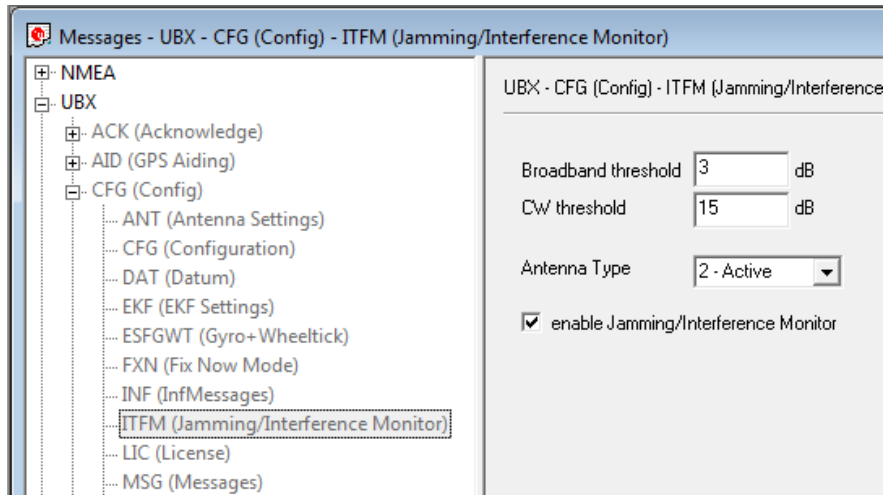 Messages - UBX - CFG (Config) - ITFM (Jamming/Interference Monitor)
NMEA
UBX
ACK (Acknowledge)
AID (GPS Aiding)
CFG (Config)
ANT (Antenna Settings)
CFG (Configuration)
DAT (Datum)
EKF (EKF Settings)
ESFGWT (Gyro+Wheeltick)
FXN (Fix Now Mode)
INF (InfMessages)
ITFM (Jamming/Interference Monitor)
LIC (License)
MSG (Messages)
UBX - CFG (Config) - ITFM (Jamming/Interference
Broadband threshold 3 dB
CW threshold 15 dB
Antenna Type 2 - Active
enable Jamming/Interference Monitor